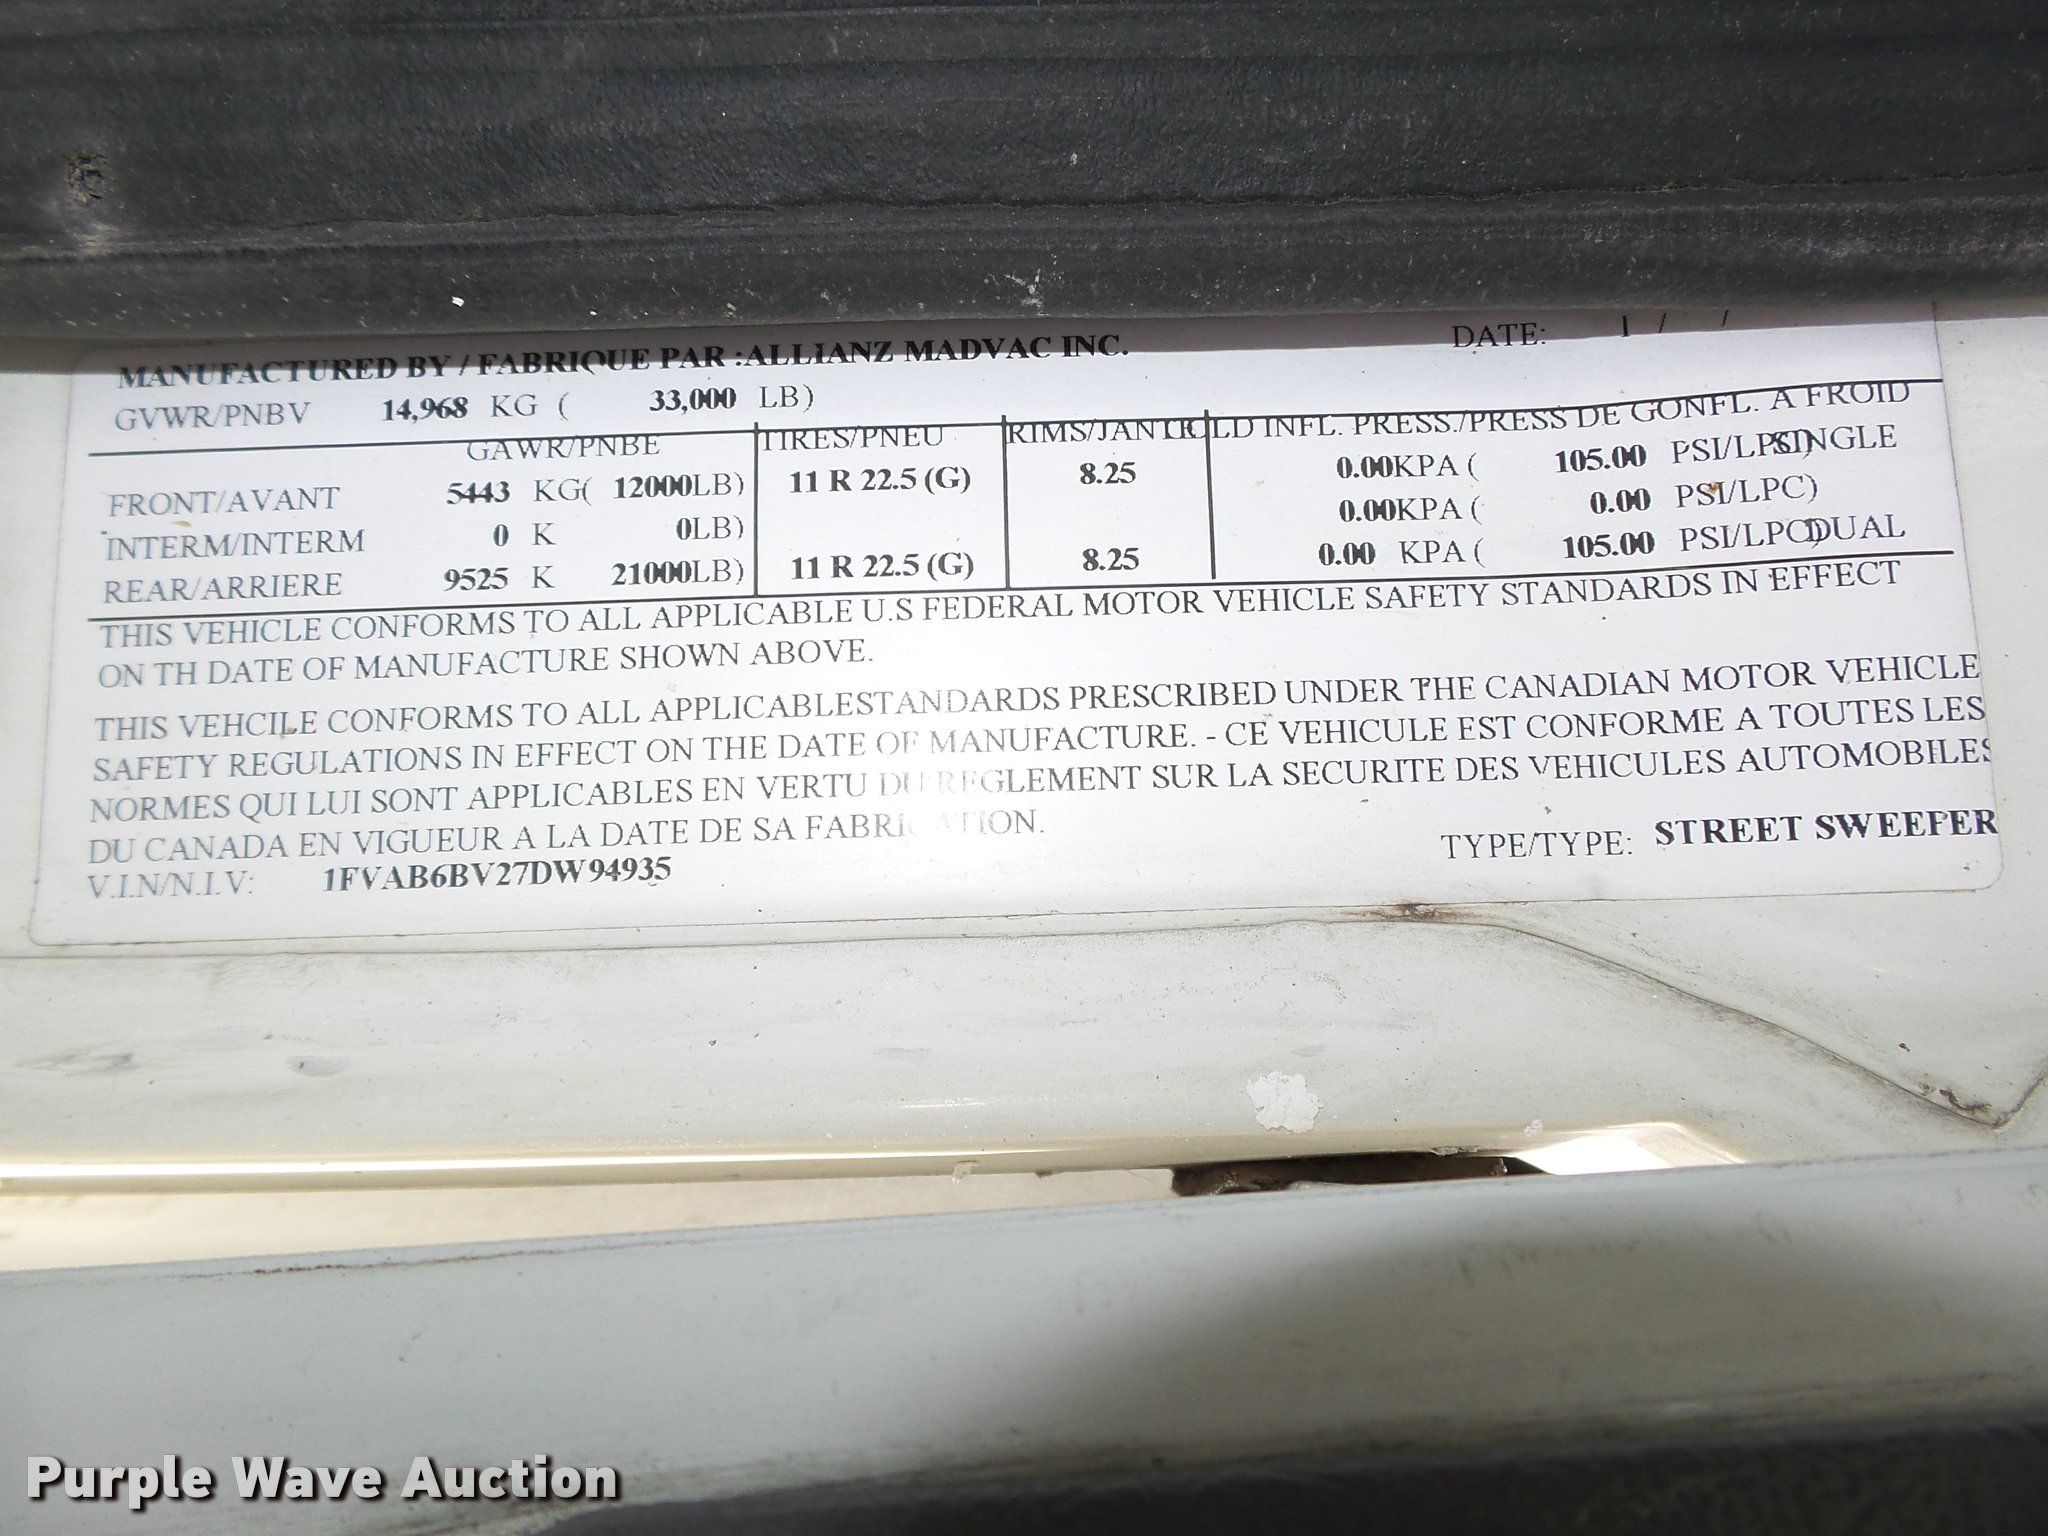 MANUFACTURED BY / FABRIQUE PAR :ALLIANZ MADVAC INC. DATE: / /
GVWR/PNBV 14,968 KG ( 33,000 LB)
GAWR/PNBE TIRES/PNEU RIMS/JANTE COLD INFL. PRESS./PRESS DE GONFL. A FROID
FRONT/AVANT 5443 KG( 12000LB) 11 R 22.5 (G) 8.25 0.00KPA ( 105.00 PSI/LPC) SINGLE
INTERM/INTERM 0 K 0LB) 0.00KPA ( 0.00 PSI/LPC)
REAR/ARRIERE 9525 K 21000LB) 11 R 22.5 (G) 8.25 0.00 KPA ( 105.00 PSI/LPC) DUAL
THIS VEHICLE CONFORMS TO ALL APPLICABLE U.S FEDERAL MOTOR VEHICLE SAFETY STANDARDS IN EFFECT
ON TH DATE OF MANUFACTURE SHOWN ABOVE.
THIS VEHCILE CONFORMS TO ALL APPLICABLESTANDARDS PRESCRIBED UNDER THE CANADIAN MOTOR VEHICLE
SAFETY REGULATIONS IN EFFECT ON THE DATE OF MANUFACTURE. - CE VEHICULE EST CONFORME A TOUTES LES
NORMES QUI LUI SONT APPLICABLES EN VERTU DU REGLEMENT SUR LA SECURITE DES VEHICULES AUTOMOBILES
DU CANADA EN VIGUEUR A LA DATE DE SA FABRICATION.
V.I.N/N.I.V: 1FVAB6BV27DW94935 TYPE/TYPE: STREET SWEEPER
Purple Wave Auction